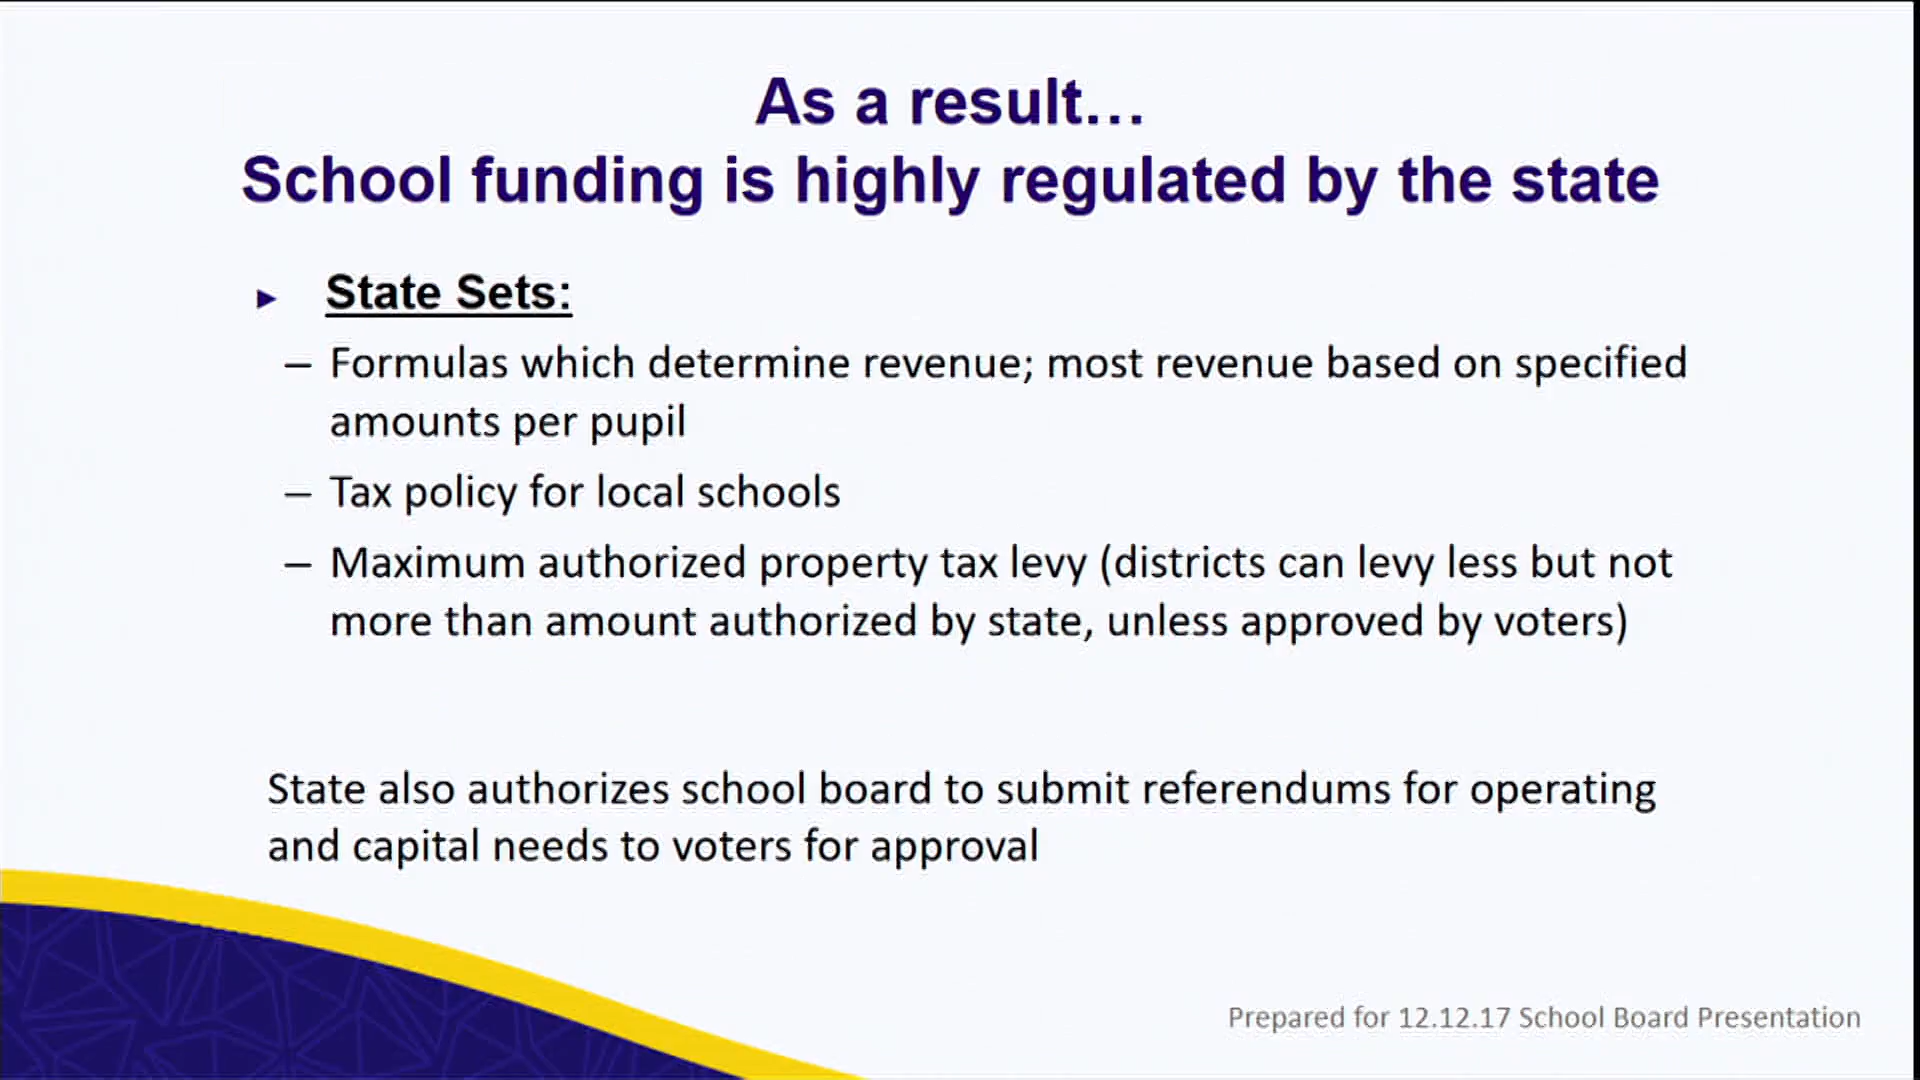 As a result…
School funding is highly regulated by the state
► State Sets:
– Formulas which determine revenue; most revenue based on specified
amounts per pupil
– Tax policy for local schools
– Maximum authorized property tax levy (districts can levy less but not
more than amount authorized by state, unless approved by voters)
State also authorizes school board to submit referendums for operating
and capital needs to voters for approval
Prepared for 12.12.17 School Board Presentation